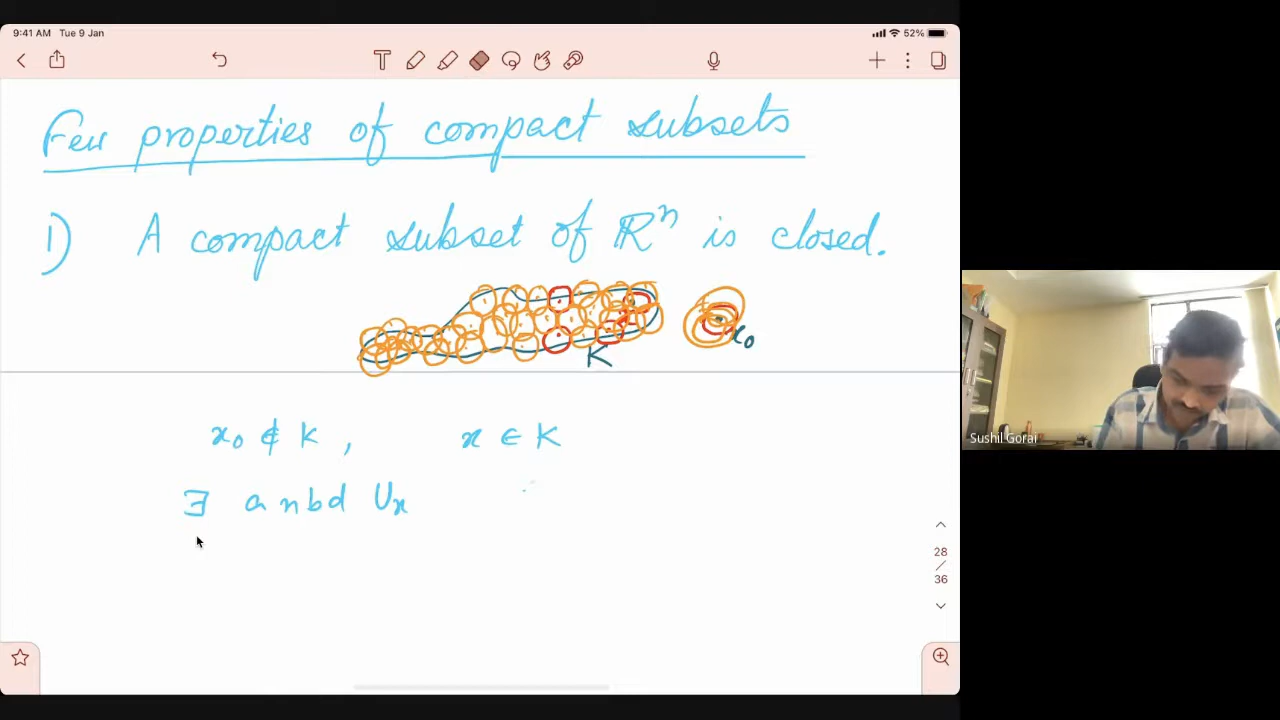 9:41 AM Tue 9 Jan
52%
T
Few properties of compact subsets
1) A compact subset of ℝⁿ is closed.
x₀
K
x₀ ∉ K , x ∈ K
∃ a nbd Uₓ
28
/
36
Sushil Gorai